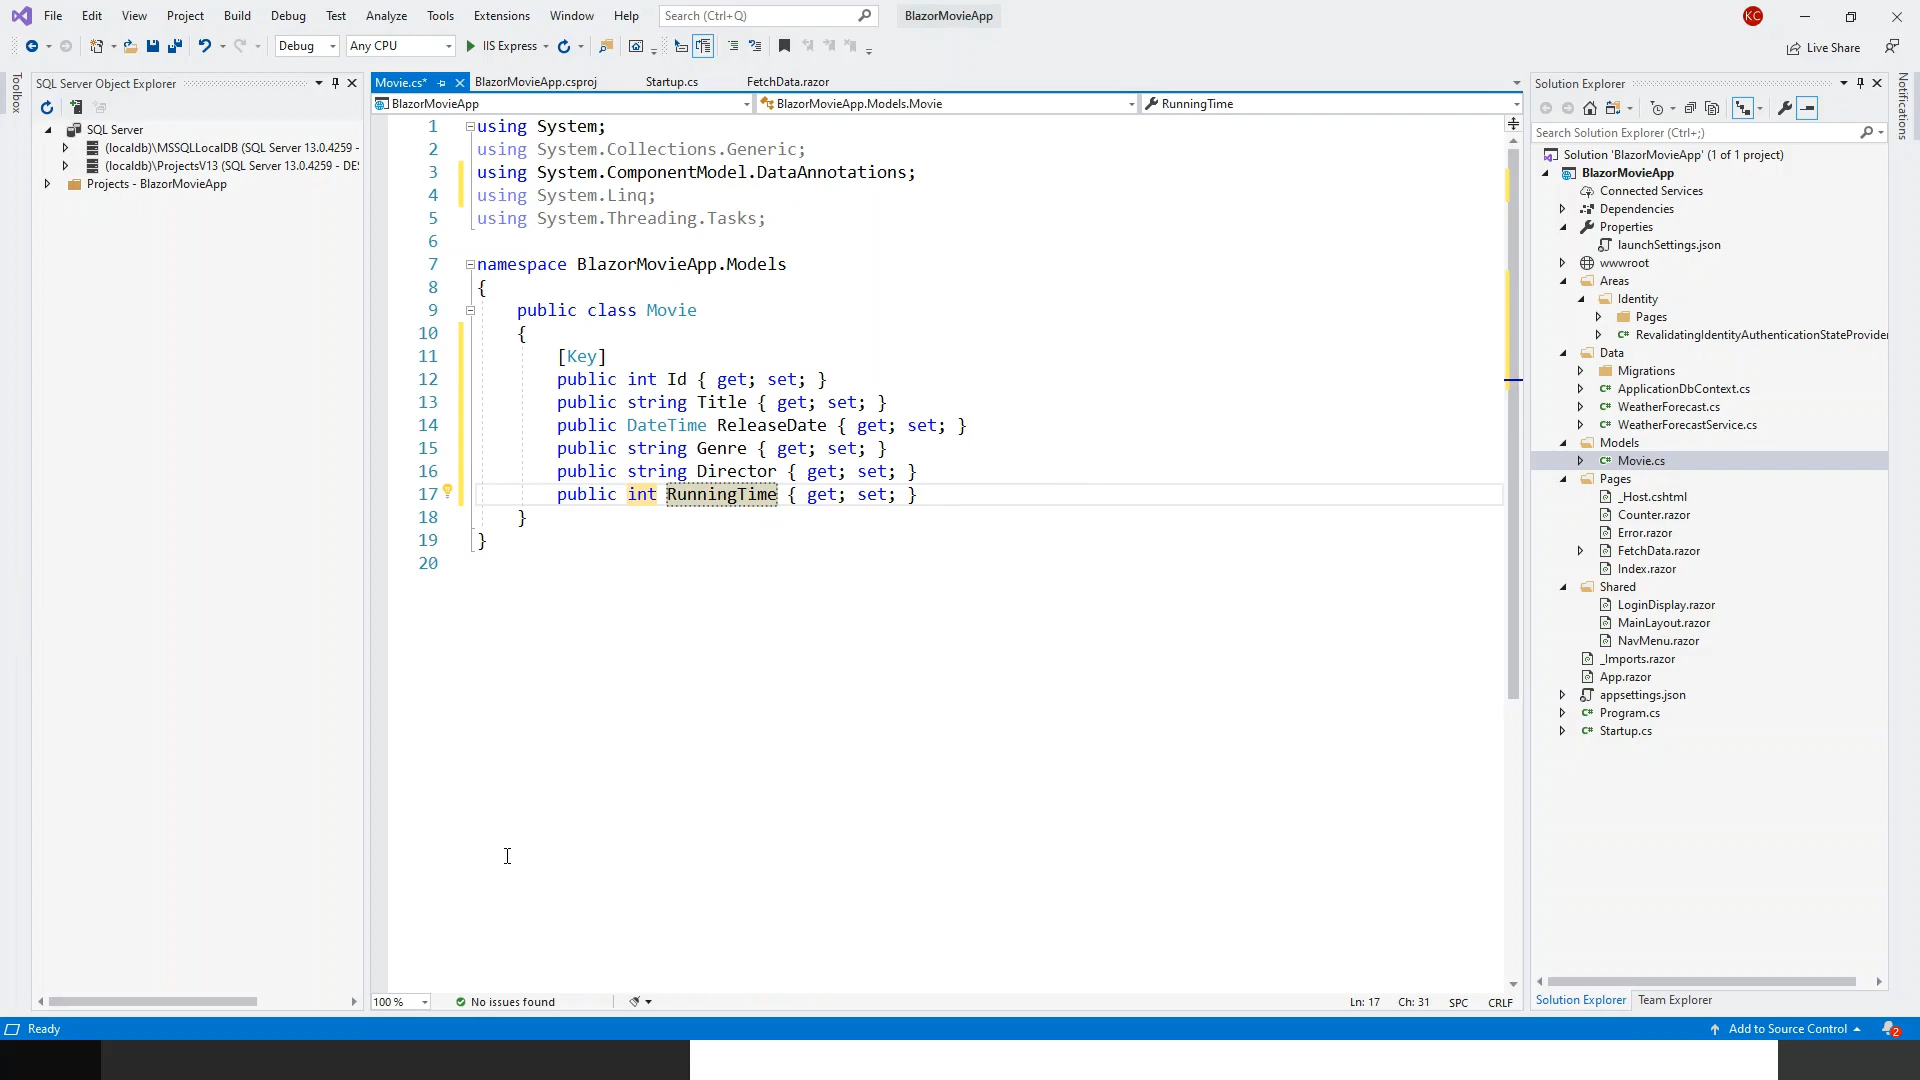 File Edit View Project Build Debug Test Analyze Tools Extensions Window Help Search (Ctrl+Q) BlazorMovieApp KC
Debug Any CPU IIS Express Live Share
Toolbox
SQL Server Object Explorer
SQL Server
(localdb)\MSSQLLocalDB (SQL Server 13.0.4259 -
(localdb)\ProjectsV13 (SQL Server 13.0.4259 - DES
Projects - BlazorMovieApp
Movie.cs* BlazorMovieApp.csproj Startup.cs FetchData.razor
BlazorMovieApp BlazorMovieApp.Models.Movie RunningTime
1 using System;
2 using System.Collections.Generic;
3 using System.ComponentModel.DataAnnotations;
4 using System.Linq;
5 using System.Threading.Tasks;
6
7 namespace BlazorMovieApp.Models
8 {
9 public class Movie
10 {
11 [Key]
12 public int Id { get; set; }
13 public string Title { get; set; }
14 public DateTime ReleaseDate { get; set; }
15 public string Genre { get; set; }
16 public string Director { get; set; }
17 public int RunningTime { get; set; }
18 }
19 }
20
100 % No issues found Ln: 17 Ch: 31 SPC CRLF
Solution Explorer
Search Solution Explorer (Ctrl+;)
Solution 'BlazorMovieApp' (1 of 1 project)
BlazorMovieApp
Connected Services
Dependencies
Properties
launchSettings.json
wwwroot
Areas
Identity
Pages
C# RevalidatingIdentityAuthenticationStateProvider
Data
Migrations
C# ApplicationDbContext.cs
C# WeatherForecast.cs
C# WeatherForecastService.cs
Models
C# Movie.cs
Pages
_Host.cshtml
Counter.razor
Error.razor
FetchData.razor
Index.razor
Shared
LoginDisplay.razor
MainLayout.razor
NavMenu.razor
_Imports.razor
App.razor
appsettings.json
C# Program.cs
C# Startup.cs
Solution Explorer Team Explorer
Notifications
Ready Add to Source Control 2